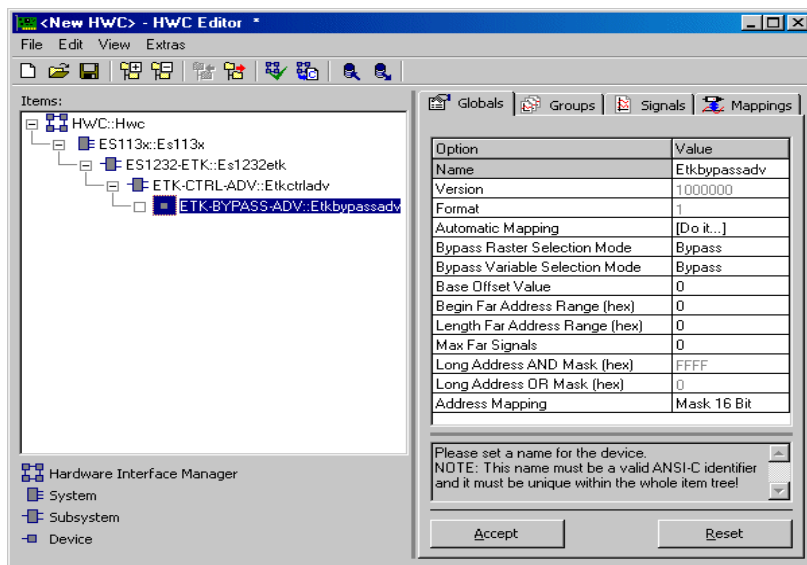 <New HWC> - HWC Editor *
File Edit View Extras
Items:
HWC::Hwc
ES113x::Es113x
ES1232-ETK::Es1232etk
ETK-CTRL-ADV::Etkctrladv
ETK-BYPASS-ADV::Etkbypassadv
Hardware Interface Manager
System
Subsystem
Device
Globals Groups Signals Mappings
Option Value
Name Etkbypassadv
Version 1000000
Format 1
Automatic Mapping [Do it...]
Bypass Raster Selection Mode Bypass
Bypass Variable Selection Mode Bypass
Base Offset Value 0
Begin Far Address Range (hex) 0
Length Far Address Range (hex) 0
Max Far Signals 0
Long Address AND Mask (hex) FFFF
Long Address OR Mask (hex) 0
Address Mapping Mask 16 Bit
Please set a name for the device.
NOTE: This name must be a valid ANSI-C identifier
and it must be unique within the whole item tree!
Accept Reset